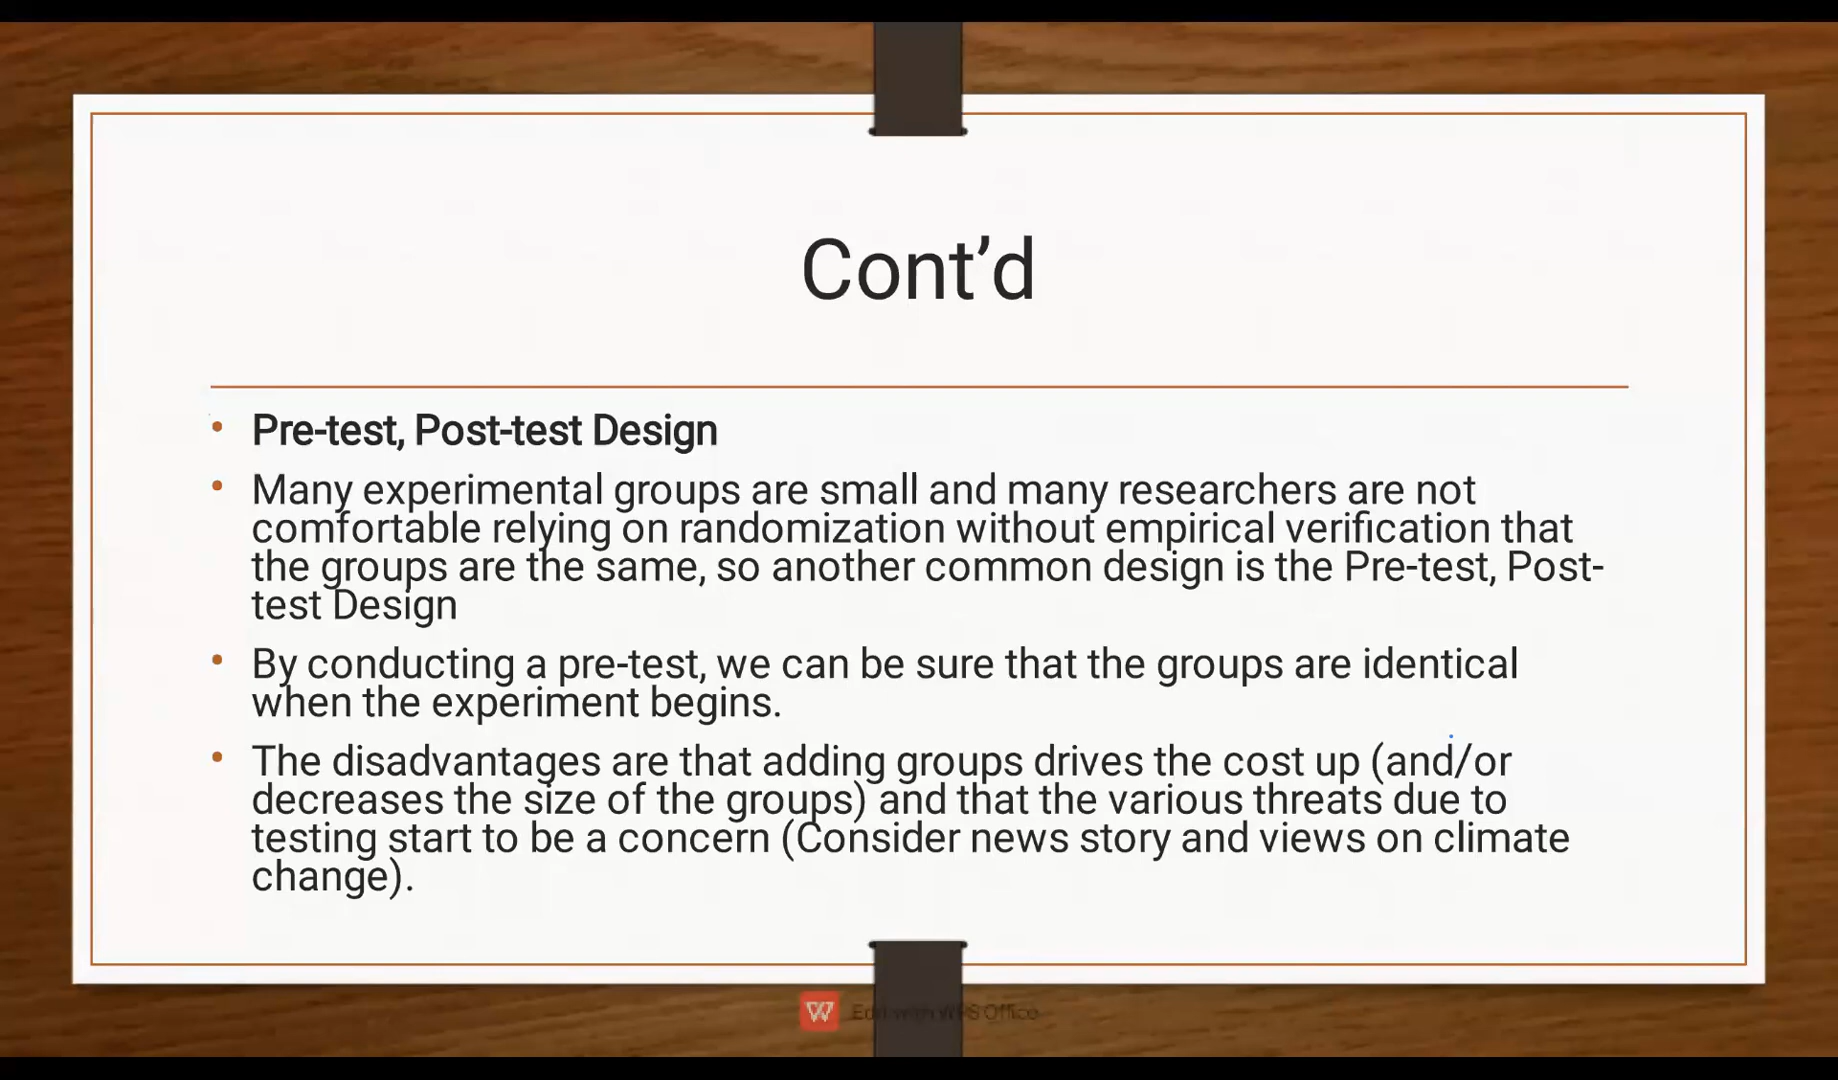 Cont’d
• Pre-test, Post-test Design
• Many experimental groups are small and many researchers are not
comfortable relying on randomization without empirical verification that
the groups are the same, so another common design is the Pre-test, Post-
test Design
• By conducting a pre-test, we can be sure that the groups are identical
when the experiment begins.
• The disadvantages are that adding groups drives the cost up (and/or
decreases the size of the groups) and that the various threats due to
testing start to be a concern (Consider news story and views on climate
change).
W Edit with WPS Office